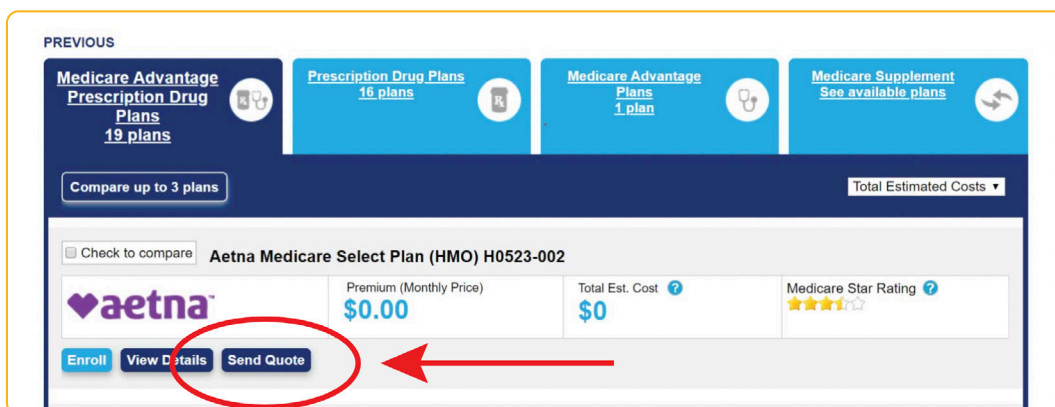 PREVIOUS
Medicare Advantage
Prescription Drug
Plans
19 plans
Prescription Drug Plans
16 plans
Rx
Medicare Advantage
Plans
1 plan
Medicare Supplement
See available plans
Compare up to 3 plans
Total Estimated Costs ▼
Check to compare
Aetna Medicare Select Plan (HMO) H0523-002
aetna™
Premium (Monthly Price)
$0.00
Total Est. Cost ?
$0
Medicare Star Rating ?
Enroll
View Details
Send Quote